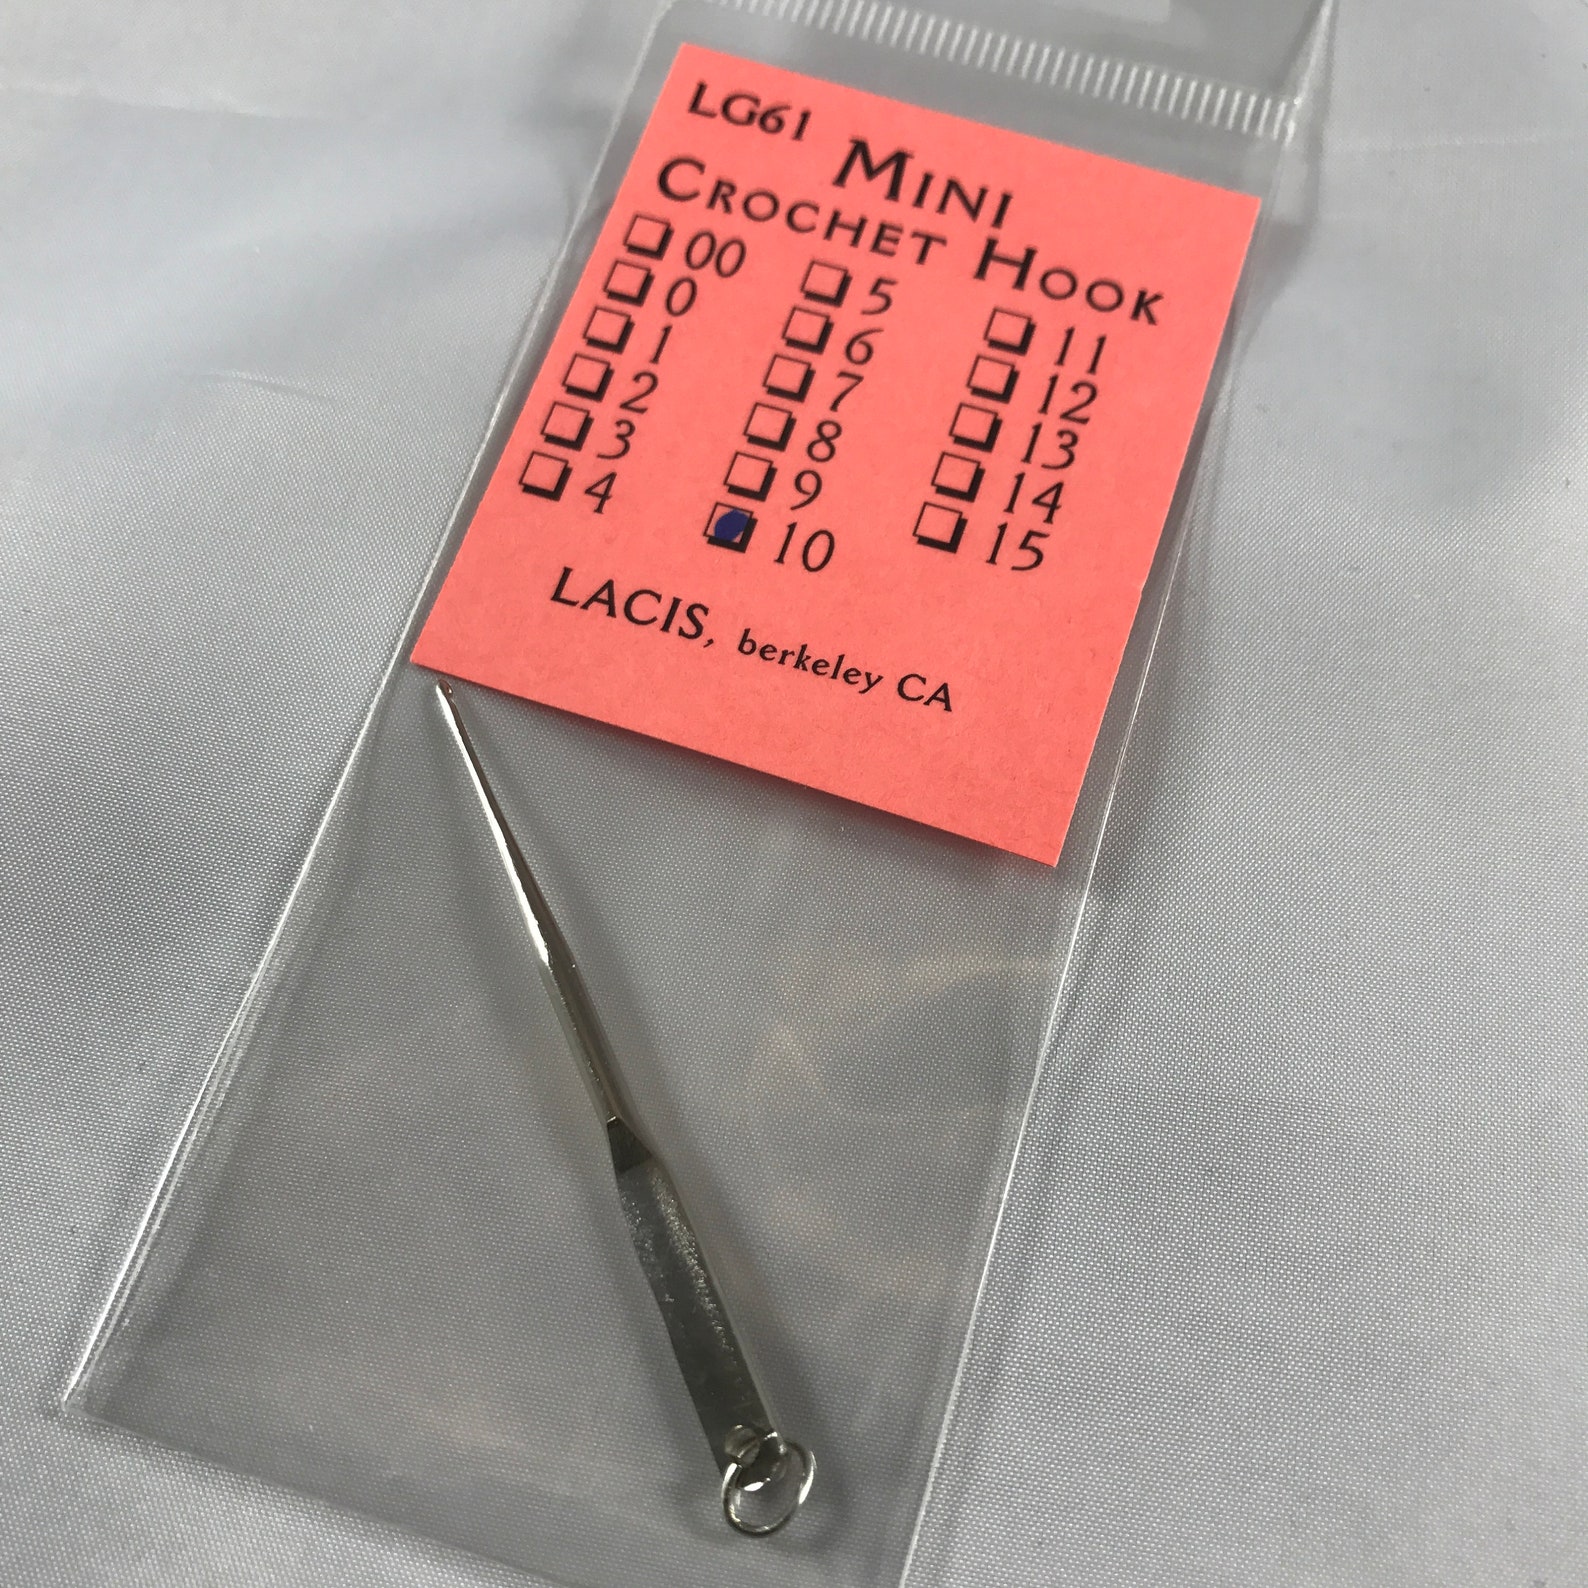 LG61 MINI
CROCHET HOOK
00 5 11
0 6 12
1 7 13
2 8 14
3 9 15
4 10
LACIS, berkeley CA